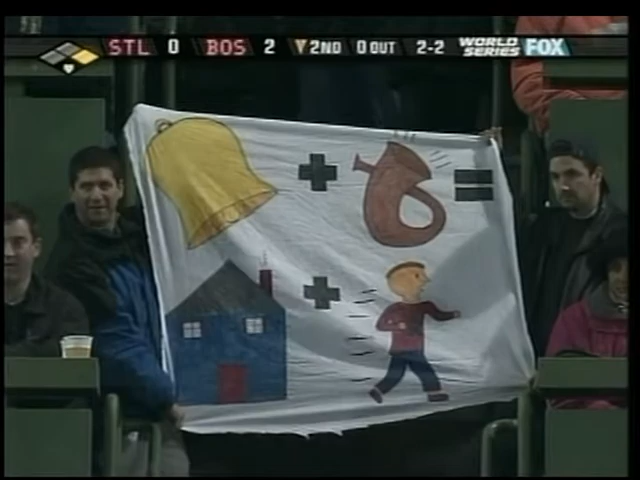 STL 0 BOS 2 ▼2ND 0 OUT 2-2 WORLD SERIES FOX
+ =
+